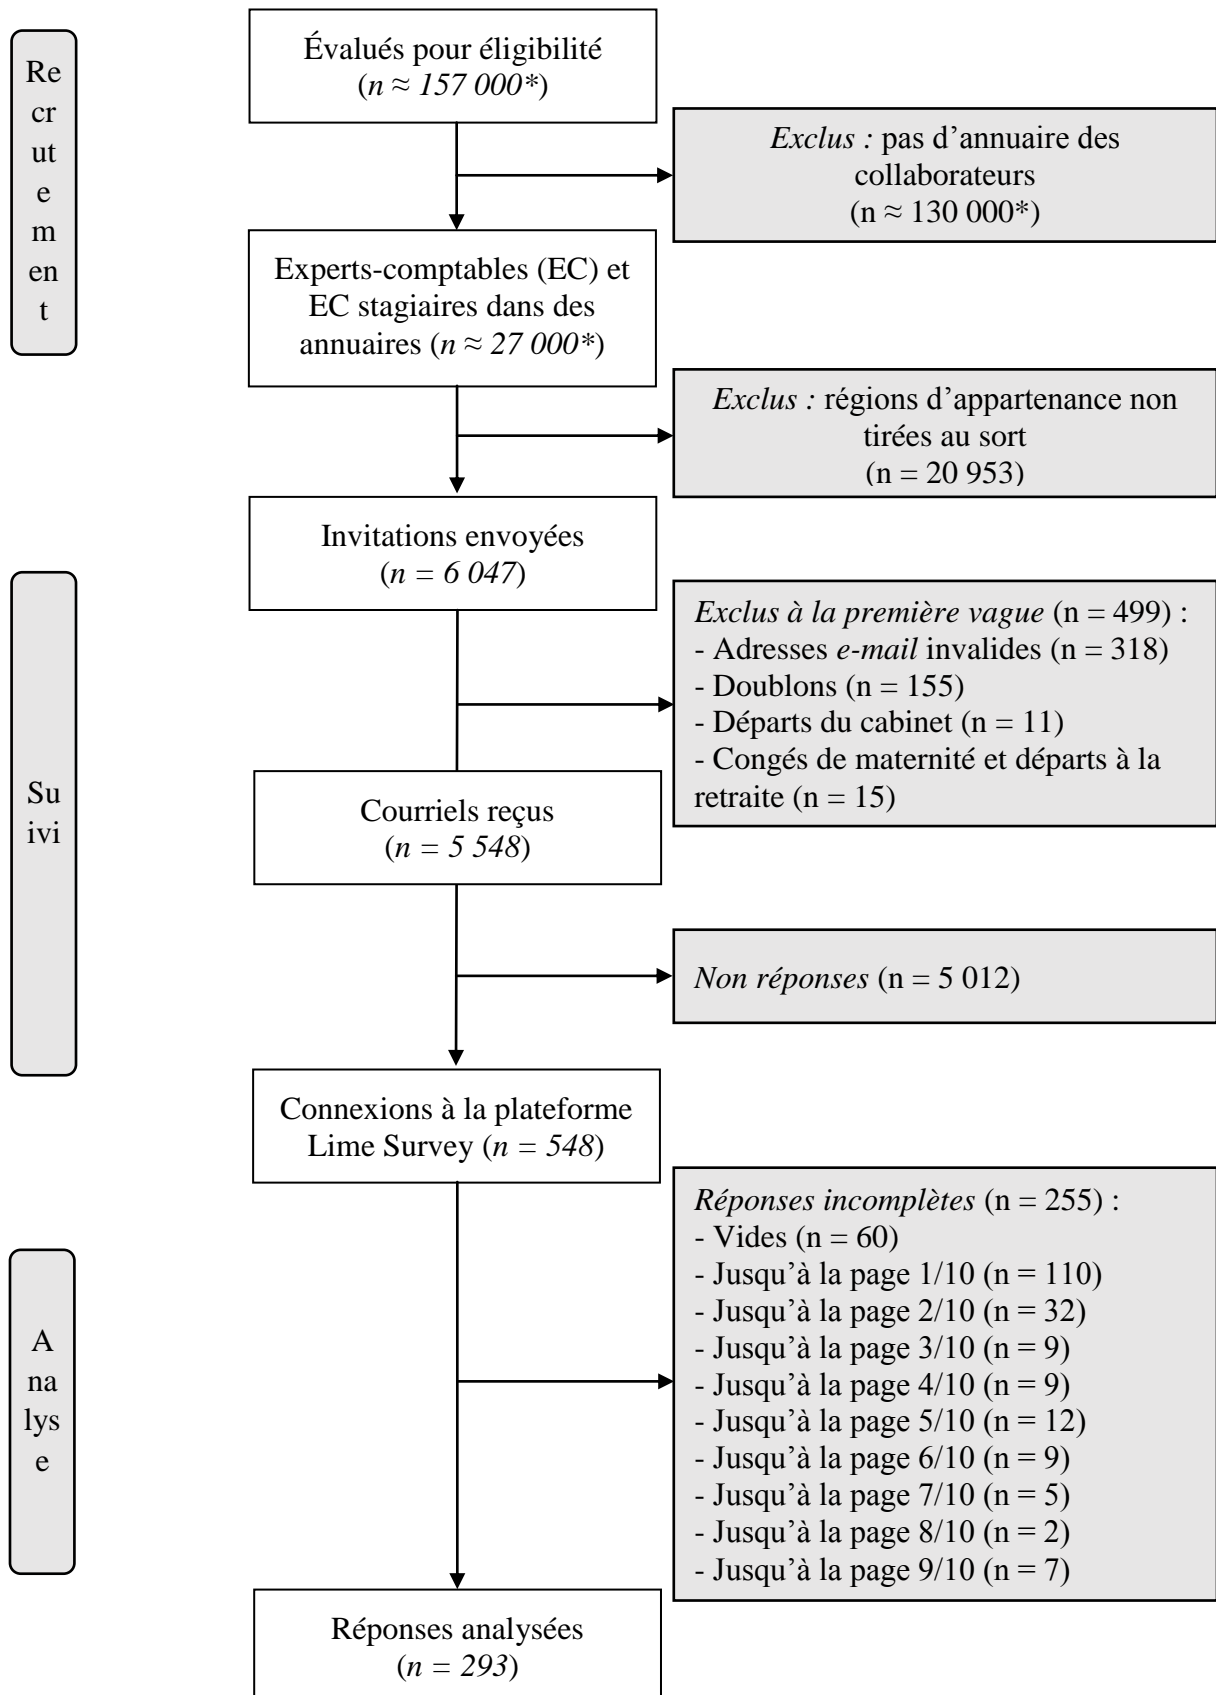 Évalués pour éligibilité
(n ≈ 157 000*)
Re
cr
ut
e
m
en
t
Exclus : pas d’annuaire des
collaborateurs
(n ≈ 130 000*)
Experts-comptables (EC) et
EC stagiaires dans des
annuaires (n ≈ 27 000*)
Exclus : régions d’appartenance non
tirées au sort
(n = 20 953)
Invitations envoyées
(n = 6 047)
Su
ivi
Exclus à la première vague (n = 499) :
- Adresses e-mail invalides (n = 318)
- Doublons (n = 155)
- Départs du cabinet (n = 11)
- Congés de maternité et départs à la
retraite (n = 15)
Courriels reçus
(n = 5 548)
Non réponses (n = 5 012)
Connexions à la plateforme
Lime Survey (n = 548)
A
na
lys
e
Réponses incomplètes (n = 255) :
- Vides (n = 60)
- Jusqu’à la page 1/10 (n = 110)
- Jusqu’à la page 2/10 (n = 32)
- Jusqu’à la page 3/10 (n = 9)
- Jusqu’à la page 4/10 (n = 9)
- Jusqu’à la page 5/10 (n = 12)
- Jusqu’à la page 6/10 (n = 9)
- Jusqu’à la page 7/10 (n = 5)
- Jusqu’à la page 8/10 (n = 2)
- Jusqu’à la page 9/10 (n = 7)
Réponses analysées
(n = 293)